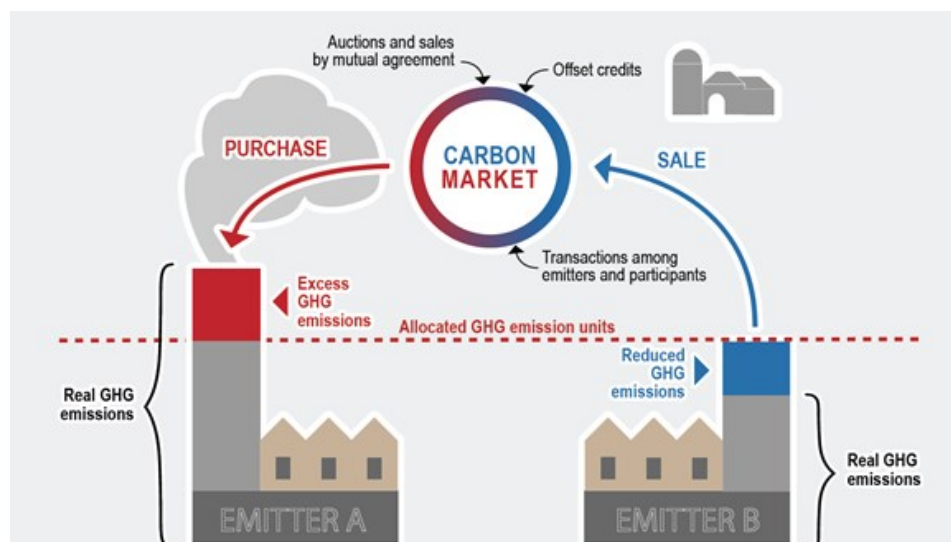 Auctions and sales
by mutual agreement
Offset credits
PURCHASE
CARBON
MARKET
SALE
Transactions among
emitters and participants
Excess
GHG
emissions
Allocated GHG emission units
Reduced
GHG
emissions
Real GHG
emissions
Real GHG
emissions
EMITTER A
EMITTER B